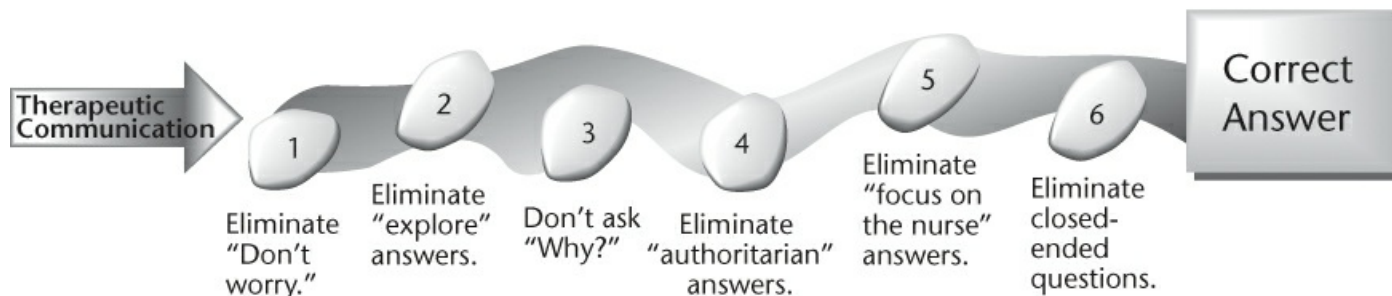 Therapeutic
Communication
1
Eliminate
“Don't
worry.”
2
Eliminate
“explore”
answers.
3
Don't ask
“Why?”
4
Eliminate
“authoritarian”
answers.
5
Eliminate
“focus on
the nurse”
answers.
6
Eliminate
closed-
ended
questions.
Correct
Answer